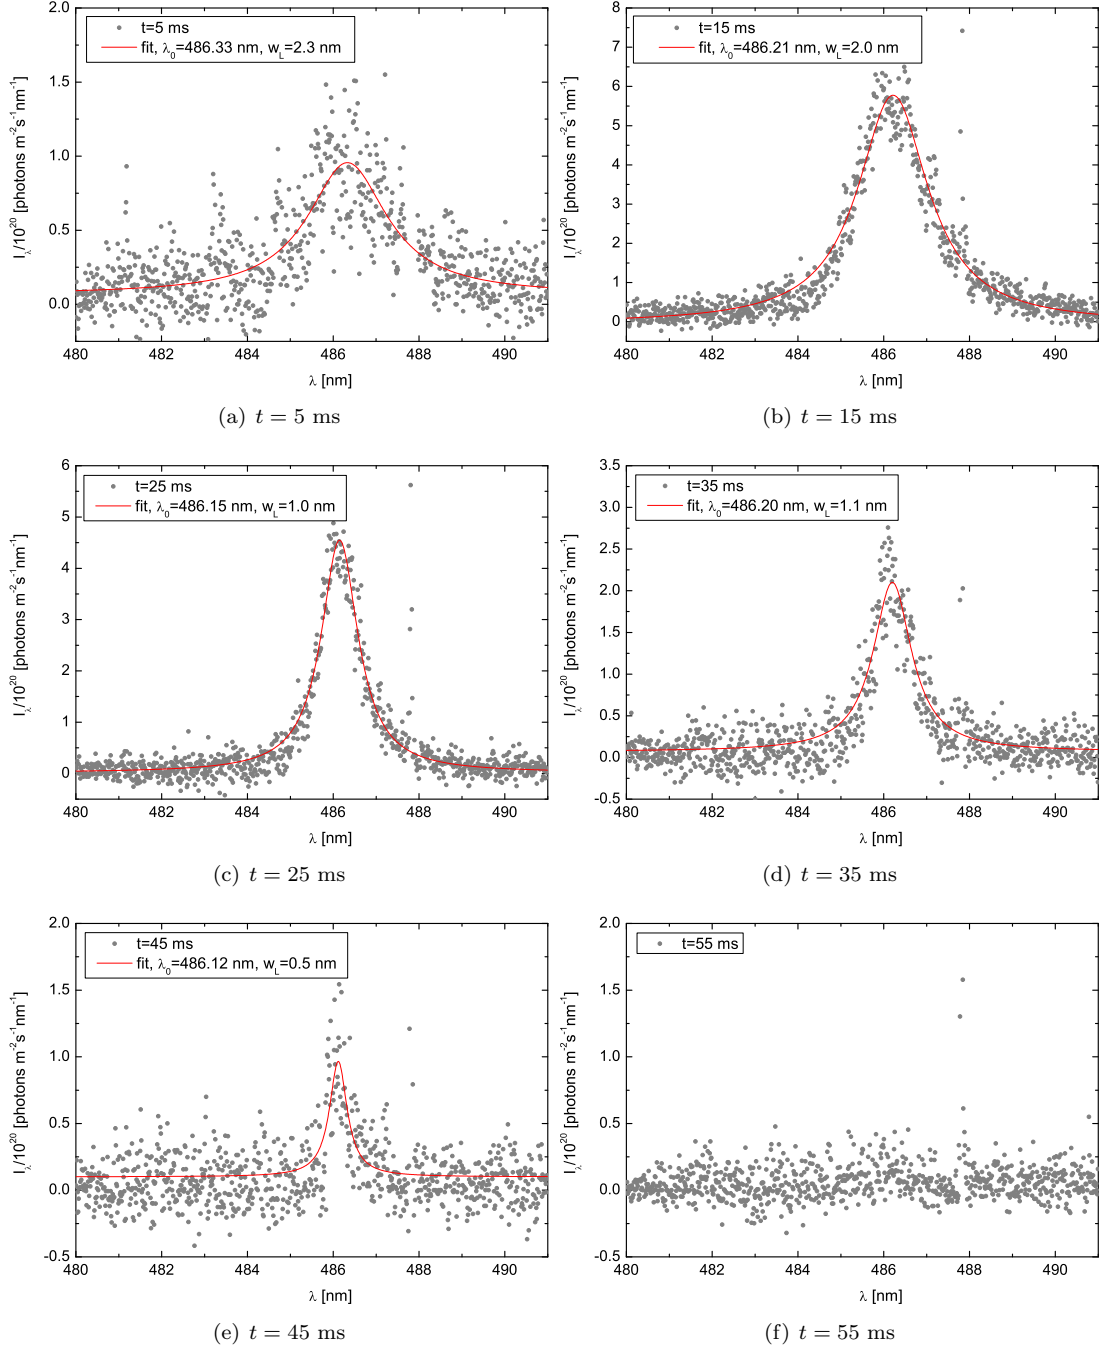 2.0
1.5
1.0
0.5
0.0
t=5 ms
fit, λ0=486.33 nm, wL=2.3 nm
Iλ/10^20 [photons m^-2s^-1nm^-1]
480 482 484 486 488 490
λ [nm]
(a) t = 5 ms
8
7
6
5
4
3
2
1
0
t=15 ms
fit, λ0=486.21 nm, wL=2.0 nm
Iλ/10^20 [photons m^-2s^-1nm^-1]
480 482 484 486 488 490
λ [nm]
(b) t = 15 ms
6
5
4
3
2
1
0
t=25 ms
fit, λ0=486.15 nm, wL=1.0 nm
Iλ/10^20 [photons m^-2s^-1nm^-1]
480 482 484 486 488 490
λ [nm]
(c) t = 25 ms
3.5
3.0
2.5
2.0
1.5
1.0
0.5
0.0
-0.5
t=35 ms
fit, λ0=486.20 nm, wL=1.1 nm
Iλ/10^20 [photons m^-2s^-1nm^-1]
480 482 484 486 488 490
λ [nm]
(d) t = 35 ms
2.0
1.5
1.0
0.5
0.0
-0.5
t=45 ms
fit, λ0=486.12 nm, wL=0.5 nm
Iλ/10^20 [photons m^-2s^-1nm^-1]
480 482 484 486 488 490
λ [nm]
(e) t = 45 ms
2.0
1.5
1.0
0.5
0.0
-0.5
t=55 ms
Iλ/10^20 [photons m^-2s^-1nm^-1]
480 482 484 486 488 490
λ [nm]
(f) t = 55 ms